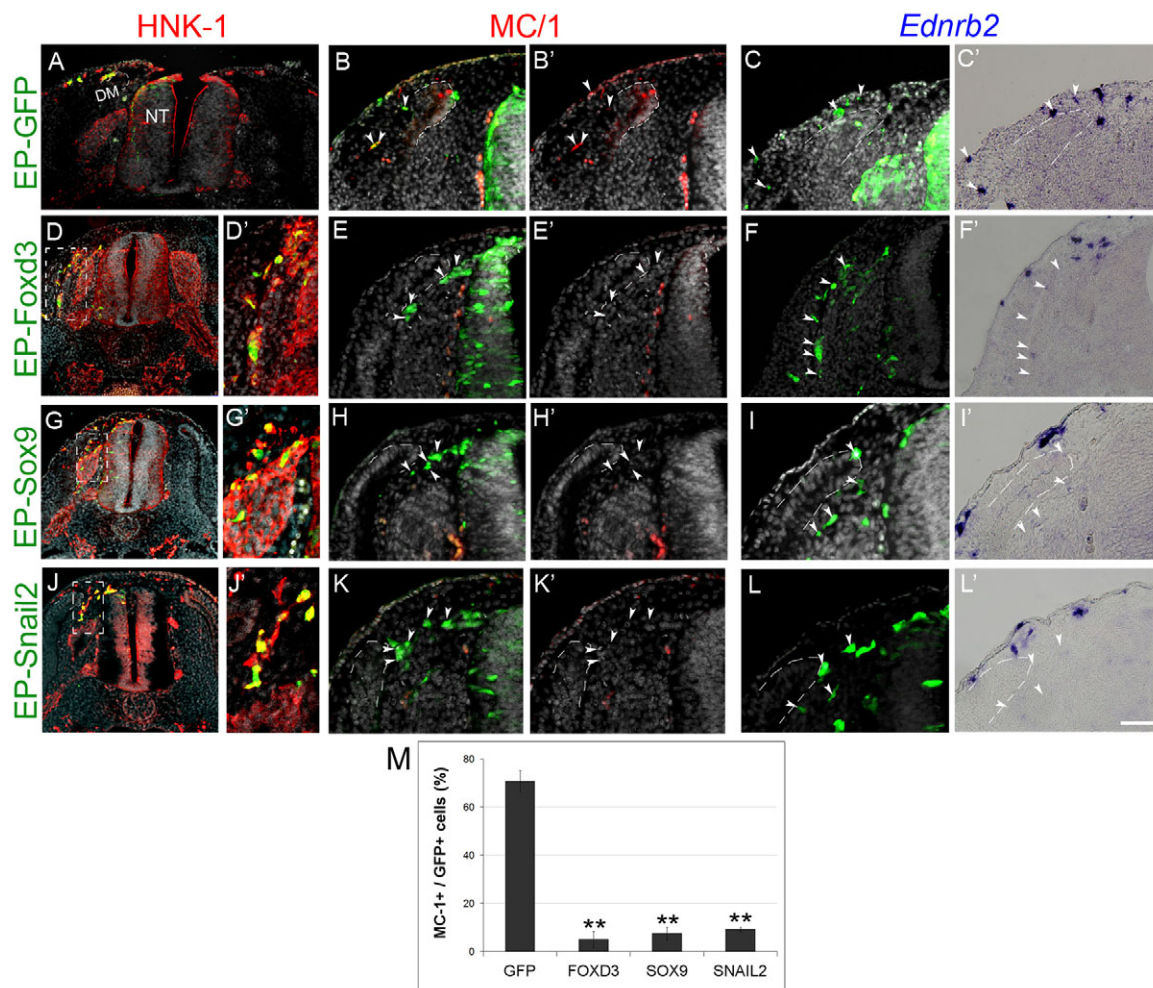 HNK-1 MC/1 Ednrb2
EP-GFP
A B B' C C'
DM
NT
EP-Foxd3
D D' E E' F F'
EP-Sox9
G G' H H' I I'
EP-Snail2
J J' K K' L L'
M
MC-1+ / GFP+ cells (%)
80
60
40
20
0
** ** **
GFP FOXD3 SOX9 SNAIL2